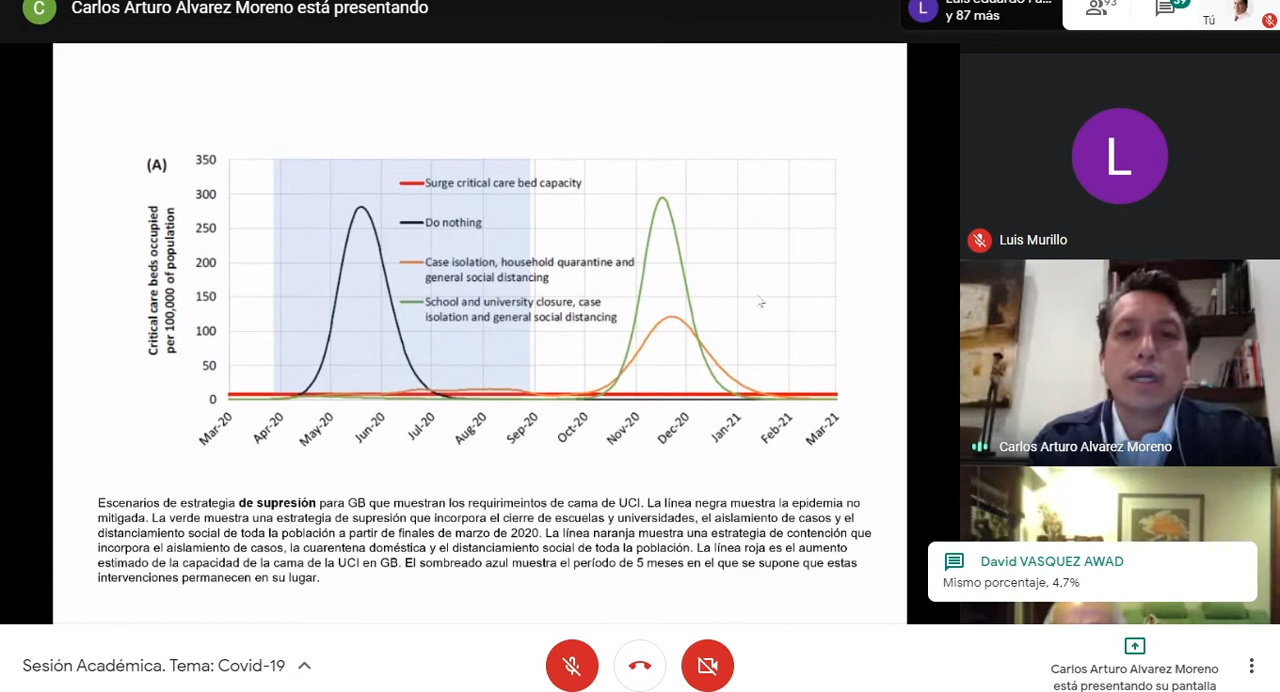 C
Carlos Arturo Alvarez Moreno está presentando
L
y 87 más
93
39
Tú
(A)
350
300
250
200
150
100
50
0
Critical care beds occupied
per 100,000 of population
Surge critical care bed capacity
Do nothing
Case isolation, household quarantine and
general social distancing
School and university closure, case
isolation and general social distancing
Mar-20
Apr-20
May-20
Jun-20
Jul-20
Aug-20
Sep-20
Oct-20
Nov-20
Dec-20
Jan-21
Feb-21
Mar-21
Escenarios de estrategia de supresión para GB que muestran los requirimeintos de cama de UCI. La línea negra muestra la epidemia no
mitigada. La verde muestra una estrategia de supresión que incorpora el cierre de escuelas y universidades, el aislamiento de casos y el
distanciamiento social de toda la población a partir de finales de marzo de 2020. La línea naranja muestra una estrategia de contención que
incorpora el aislamiento de casos, la cuarentena doméstica y el distanciamiento social de toda la población. La línea roja es el aumento
estimado de la capacidad de la cama de la UCI en GB. El sombreado azul muestra el período de 5 meses en el que se supone que estas
intervenciones permanecen en su lugar.
L
Luis Murillo
Carlos Arturo Alvarez Moreno
David VASQUEZ AWAD
Mismo porcentaje, 4,7%
Sesión Académica. Tema: Covid-19
Carlos Arturo Alvarez Moreno
está presentando su pantalla